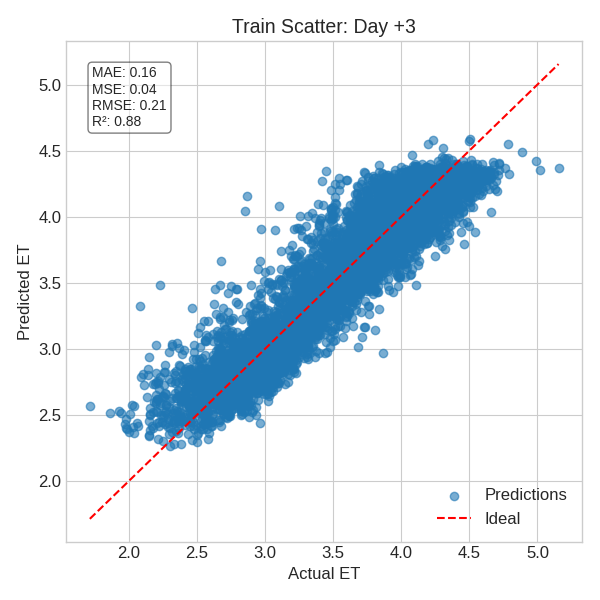 Train Scatter: Day +3
MAE: 0.16
MSE: 0.04
RMSE: 0.21
R²: 0.88
Predicted ET
5.0
4.5
4.0
3.5
3.0
2.5
2.0
Predictions
Ideal
2.0 2.5 3.0 3.5 4.0 4.5 5.0
Actual ET